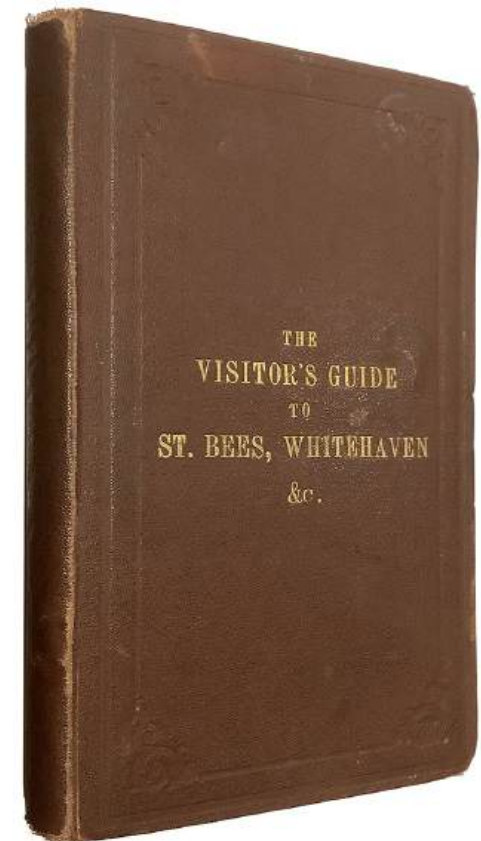 THE
VISITOR'S GUIDE
TO
ST. BEES, WHITEHAVEN
&c.